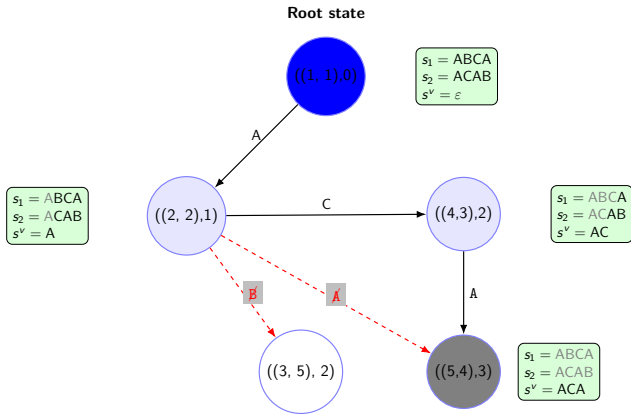 Root state
((1, 1),0)
s₁ = ABCA
s₂ = ACAB
sᵛ = ε
A
s₁ = ABCA
s₂ = ACAB
sᵛ = A
((2, 2),1)
C
((4,3),2)
s₁ = ABCA
s₂ = ACAB
sᵛ = AC
B
A
A
((3, 5), 2)
((5,4),3)
s₁ = ABCA
s₂ = ACAB
sᵛ = ACA